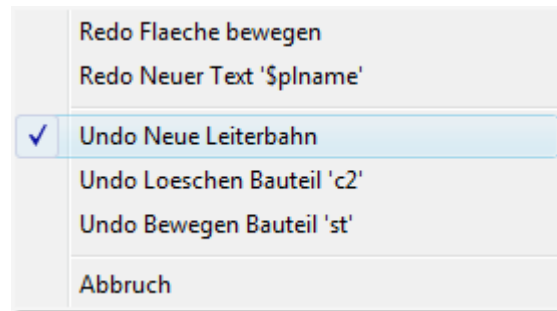 Redo Flaeche bewegen
Redo Neuer Text '$plname'
Undo Neue Leiterbahn
Undo Loeschen Bauteil 'c2'
Undo Bewegen Bauteil 'st'
Abbruch